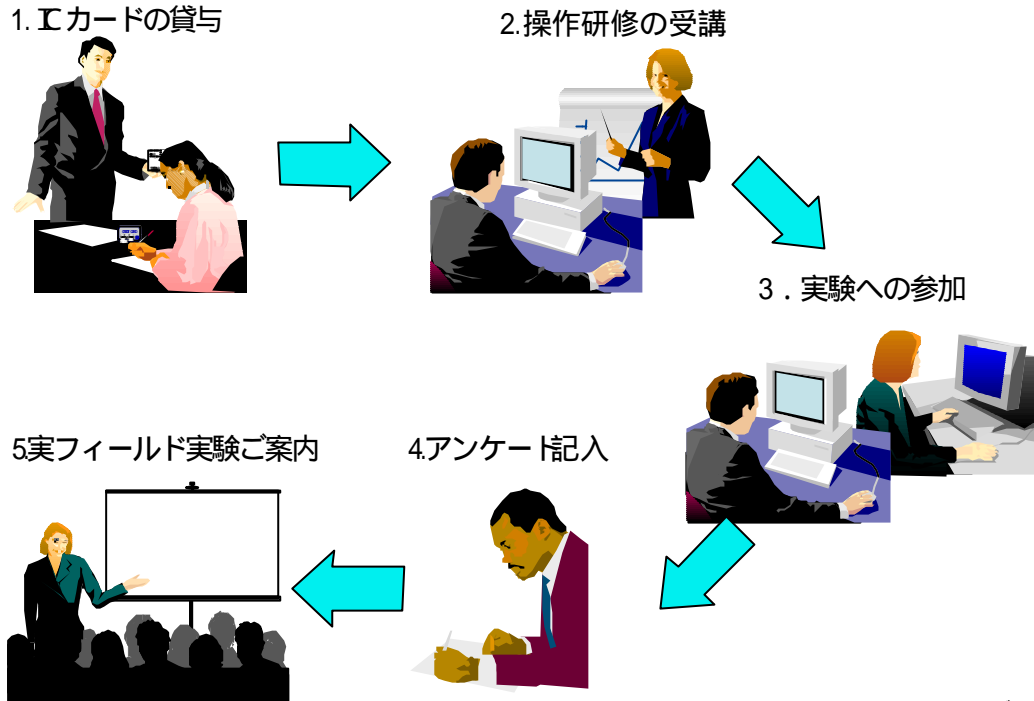 1. ICカードの貸与
2.操作研修の受講
3．実験への参加
4.アンケート記入
5.実フィールド実験ご案内